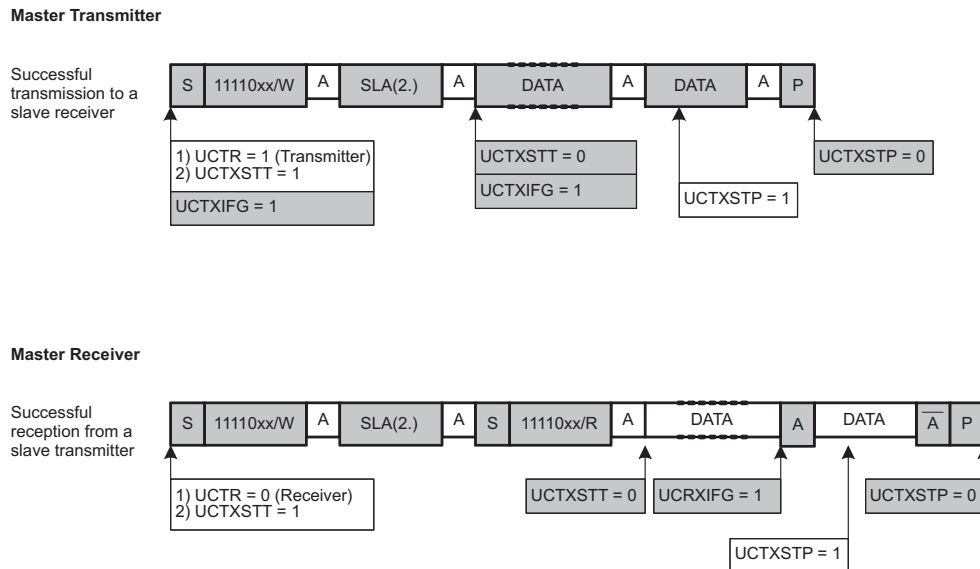 Master Transmitter
Successful
transmission to a
slave receiver
S 11110xx/W A SLA(2.) A DATA A DATA A P
1) UCTR = 1 (Transmitter)
2) UCTXSTT = 1
UCTXIFG = 1
UCTXSTT = 0
UCTXIFG = 1
UCTXSTP = 1
UCTXSTP = 0
Master Receiver
Successful
reception from a
slave transmitter
S 11110xx/W A SLA(2.) A S 11110xx/R A DATA A DATA A̅ P
1) UCTR = 0 (Receiver)
2) UCTXSTT = 1
UCTXSTT = 0
UCRXIFG = 1
UCTXSTP = 1
UCTXSTP = 0